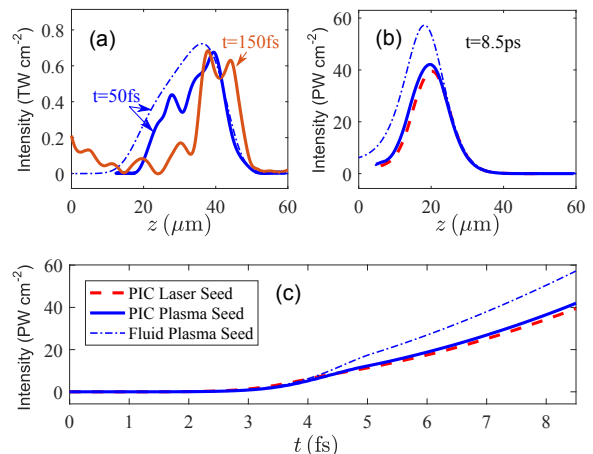 (a)
t=150fs
t=50fs
Intensity (TW cm-2)
0.8
0.6
0.4
0.2
0
0 20 40 60
z (μm)
(b)
t=8.5ps
Intensity (PW cm-2)
60
40
20
0
0 20 40 60
z (μm)
(c)
PIC Laser Seed
PIC Plasma Seed
Fluid Plasma Seed
Intensity (PW cm-2)
60
40
20
0
0 1 2 3 4 5 6 7 8
t (fs)